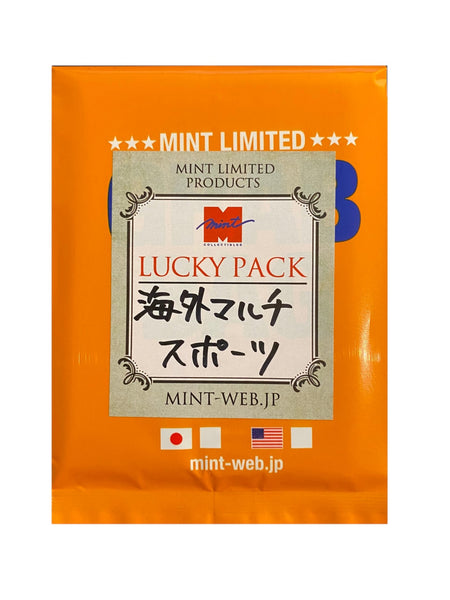 ★★★MINT LIMITED★★★
MINT LIMITED
PRODUCTS
M
mint
COLLECTIBLES
LUCKY PACK
海外マルチ
スポーツ
MINT-WEB.JP
mint-web.jp